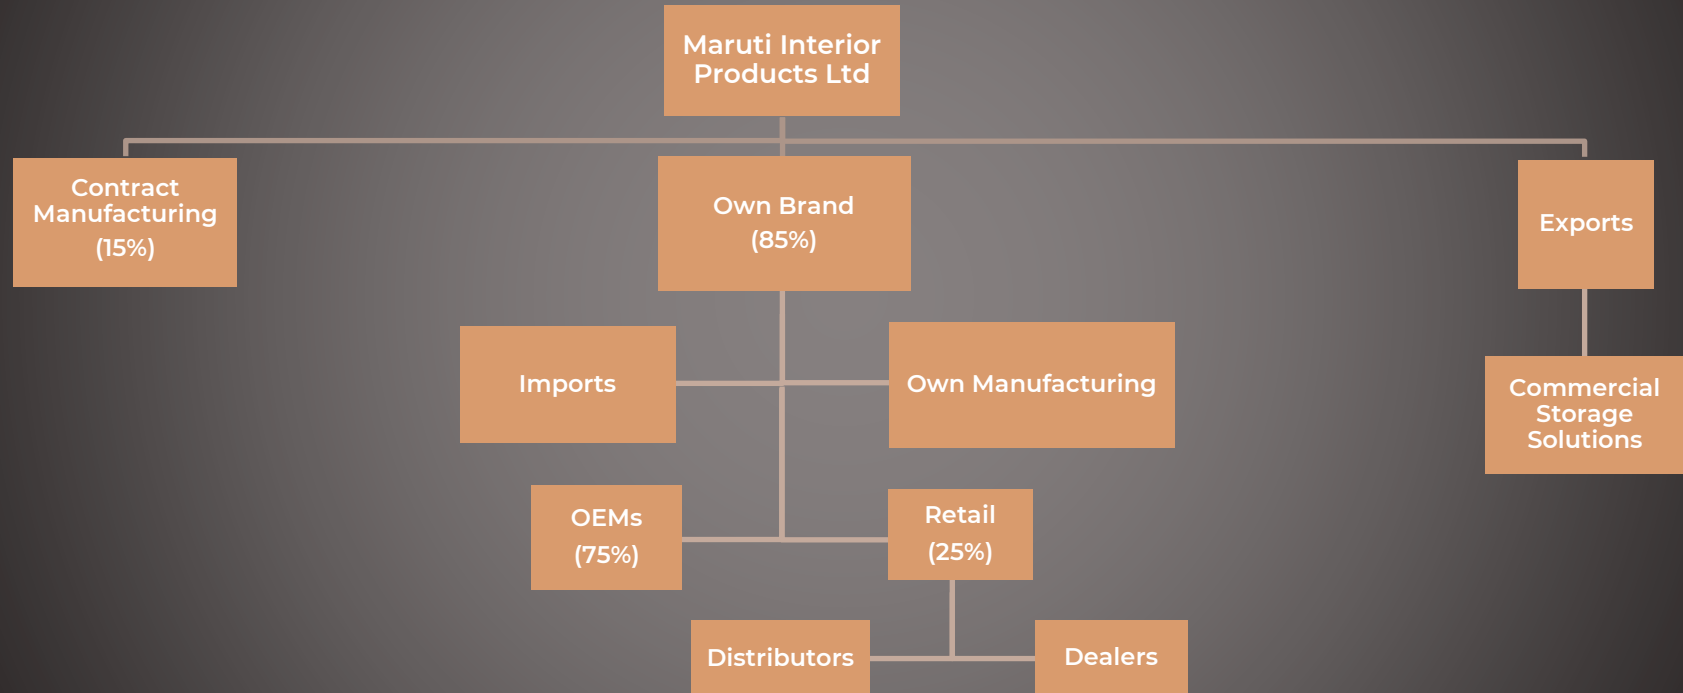 Maruti Interior
Products Ltd
Contract
Manufacturing
(15%)
Own Brand
(85%)
Exports
Imports
Own Manufacturing
Commercial
Storage
Solutions
OEMs
(75%)
Retail
(25%)
Distributors
Dealers